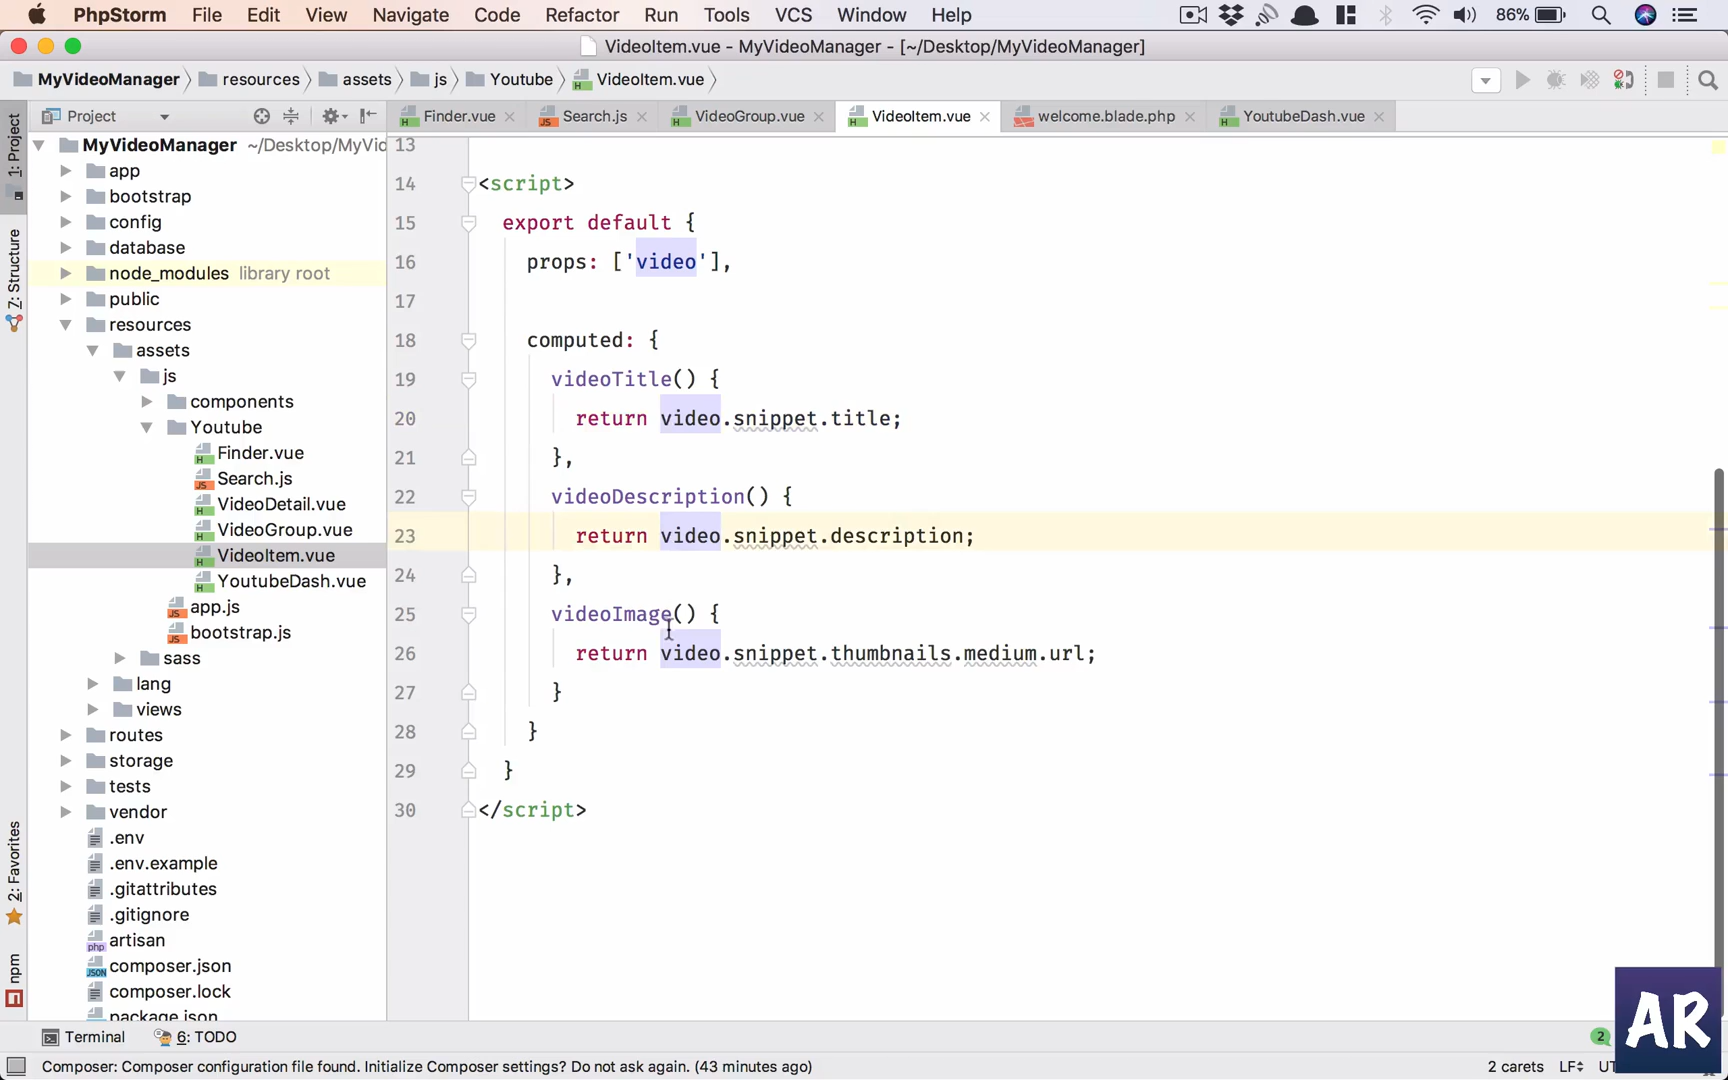 PhpStorm File Edit View Navigate Code Refactor Run Tools VCS Window Help 86%
VideoItem.vue - MyVideoManager - [~/Desktop/MyVideoManager]
MyVideoManager resources assets js Youtube VideoItem.vue
Project Finder.vue Search.js VideoGroup.vue VideoItem.vue welcome.blade.php YoutubeDash.vue
1: Project
7: Structure
2: Favorites
npm
MyVideoManager ~/Desktop/MyVid
app
bootstrap
config
database
node_modules library root
public
resources
assets
js
components
Youtube
Finder.vue
Search.js
VideoDetail.vue
VideoGroup.vue
VideoItem.vue
YoutubeDash.vue
app.js
bootstrap.js
sass
lang
views
routes
storage
tests
vendor
.env
.env.example
.gitattributes
.gitignore
artisan
composer.json
composer.lock
package.json
13
14 <script>
15 export default {
16 props: ['video'],
17
18 computed: {
19 videoTitle() {
20 return video.snippet.title;
21 },
22 videoDescription() {
23 return video.snippet.description;
24 },
25 videoImage() {
26 return video.snippet.thumbnails.medium.url;
27 }
28 }
29 }
30 </script>
Terminal 6: TODO 2
Composer: Composer configuration file found. Initialize Composer settings? Do not ask again. (43 minutes ago) 2 carets LF
AR